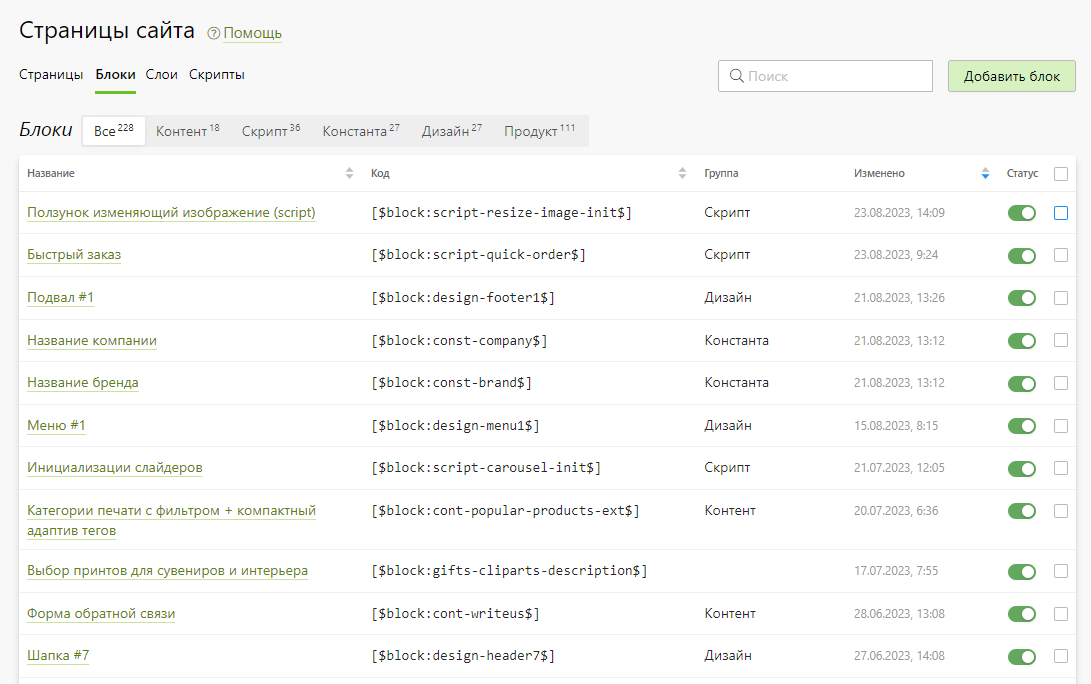 Страницы сайта ? Помощь
Страницы Блоки Слои Скрипты Поиск Добавить блок
Блоки Все 228 Контент 18 Скрипт 36 Константа 27 Дизайн 27 Продукт 111
Название Код Группа Изменено Статус
Ползунок изменяющий изображение (script) [$block:script-resize-image-init$] Скрипт 23.08.2023, 14:09
Быстрый заказ [$block:script-quick-order$] Скрипт 23.08.2023, 9:24
Подвал #1 [$block:design-footer1$] Дизайн 21.08.2023, 13:26
Название компании [$block:const-company$] Константа 21.08.2023, 13:12
Название бренда [$block:const-brand$] Константа 21.08.2023, 13:12
Меню #1 [$block:design-menu1$] Дизайн 15.08.2023, 8:15
Инициализации слайдеров [$block:script-carousel-init$] Скрипт 21.07.2023, 12:05
Категории печати с фильтром + компактный [$block:cont-popular-products-ext$] Контент 20.07.2023, 6:36
адаптив тегов
Выбор принтов для сувениров и интерьера [$block:gifts-cliparts-description$] 17.07.2023, 7:55
Форма обратной связи [$block:cont-writeus$] Контент 28.06.2023, 13:08
Шапка #7 [$block:design-header7$] Дизайн 27.06.2023, 14:08